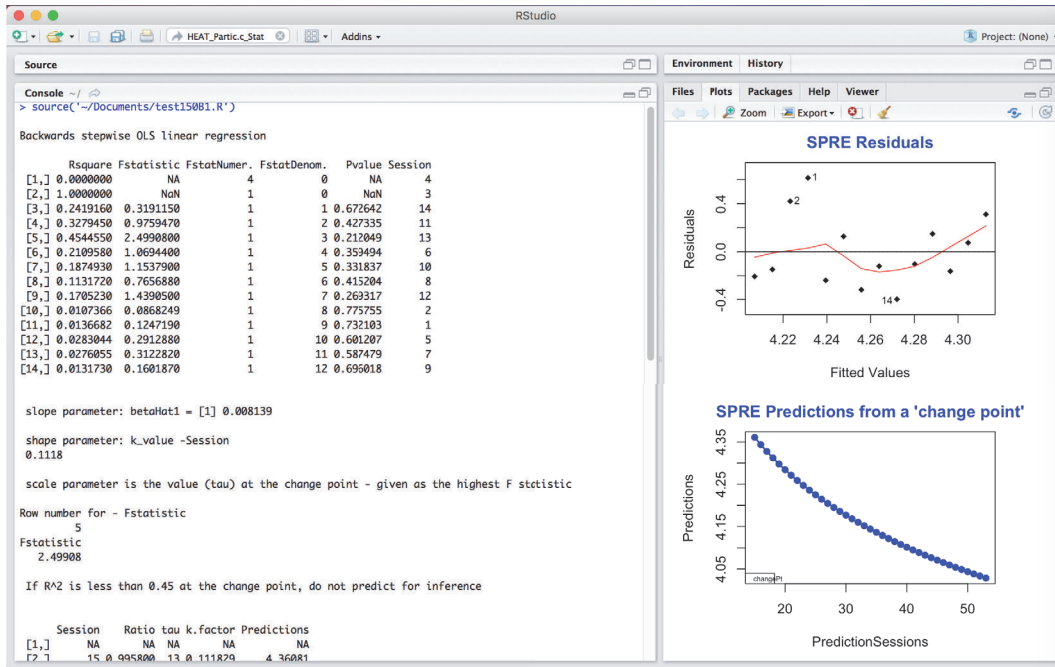 RStudio
HEAT_Partic.c_Stat
Addins
Project: (None)
Source
Console ~/
> source('~/Documents/test150B1.R')
Backwards stepwise OLS linear regression
Rsquare Fstatistic FstatNumer. FstatDenom. Pvalue Session
[1,] 0.0000000 NA 4 0 NA 4
[2,] 1.0000000 NaN 1 0 NaN 3
[3,] 0.2419160 0.3191150 1 1 0.672642 14
[4,] 0.3279450 0.9759470 1 2 0.427335 11
[5,] 0.4544550 2.4990800 1 3 0.212049 13
[6,] 0.2109580 1.0694400 1 4 0.359494 6
[7,] 0.1874930 1.1537900 1 5 0.331837 10
[8,] 0.1131720 0.7656880 1 6 0.415204 8
[9,] 0.1705230 1.4390500 1 7 0.269317 12
[10,] 0.0107366 0.0868249 1 8 0.775755 2
[11,] 0.0136682 0.1247190 1 9 0.732103 1
[12,] 0.0283044 0.2912880 1 10 0.601207 5
[13,] 0.0276055 0.3122820 1 11 0.587479 7
[14,] 0.0131730 0.1601870 1 12 0.696018 9
slope parameter: betaHat1 = [1] 0.008139
shape parameter: k_value -Session
0.1118
scale parameter is the value (tau) at the change point - given as the highest F statistic
Row number for - Fstatistic
5
Fstatistic
2.49908
If R^2 is less than 0.45 at the change point, do not predict for inference
Session Ratio tau k.factor Predictions
[1,] NA NA NA NA NA
[2,] 15 0.995800 13 0.111829 4.36081
Environment History
Files Plots Packages Help Viewer
Zoom Export
SPRE Residuals
Residuals
0.4
0.0
-0.4
1
2
14
4.22 4.24 4.26 4.28 4.30
Fitted Values
SPRE Predictions from a 'change point'
Predictions
4.35
4.25
4.15
4.05
changePt
20 30 40 50
PredictionSessions